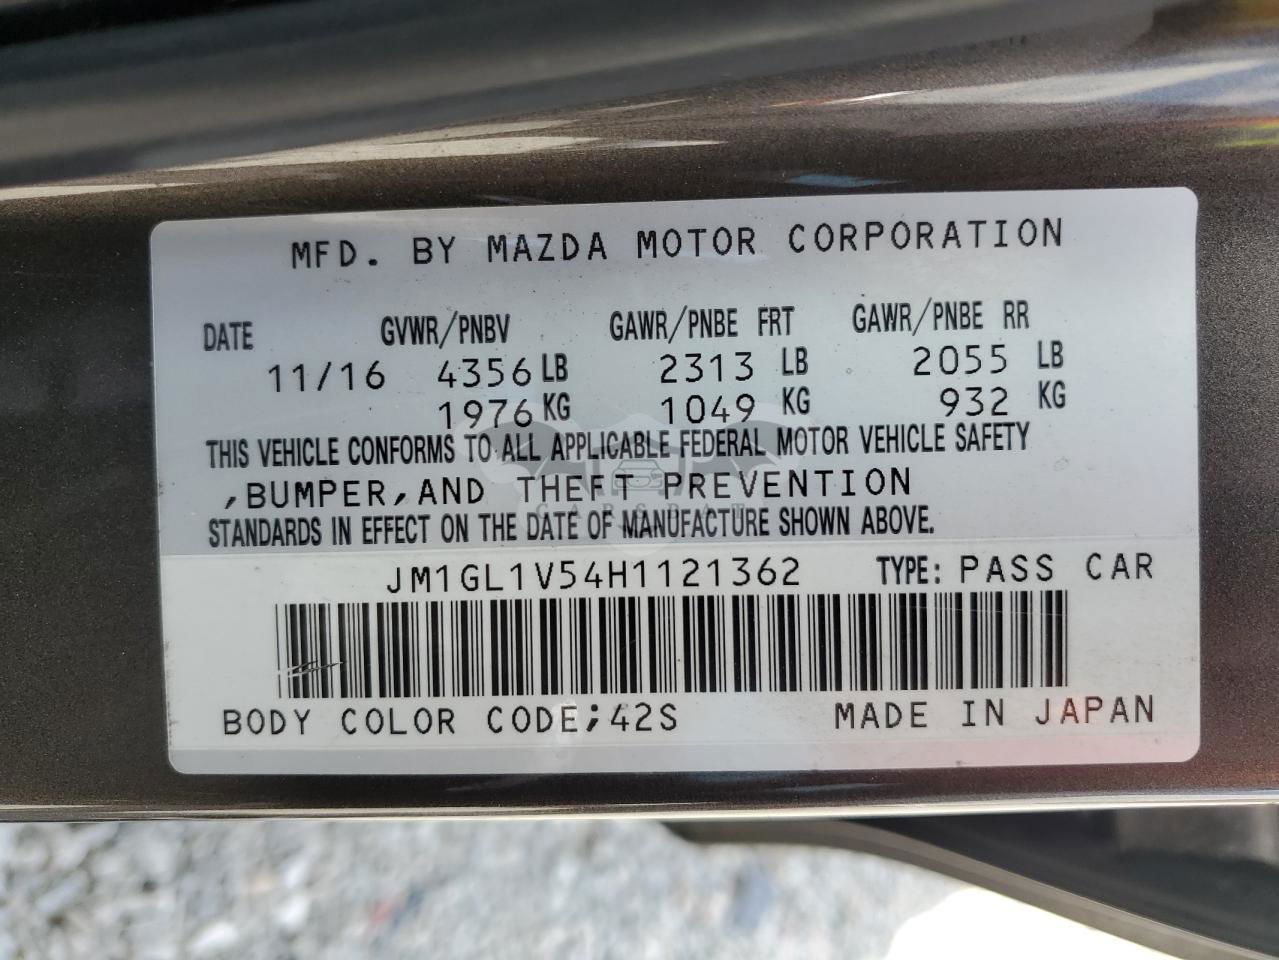 MFD. BY MAZDA MOTOR CORPORATION
DATE GVWR/PNBV GAWR/PNBE FRT GAWR/PNBE RR
11/16 4356 LB 2313 LB 2055 LB
1976 KG 1049 KG 932 KG
THIS VEHICLE CONFORMS TO ALL APPLICABLE FEDERAL MOTOR VEHICLE SAFETY
,BUMPER,AND THEFT PREVENTION
STANDARDS IN EFFECT ON THE DATE OF MANUFACTURE SHOWN ABOVE.
JM1GL1V54H1121362 TYPE: PASS CAR
BODY COLOR CODE;42S MADE IN JAPAN